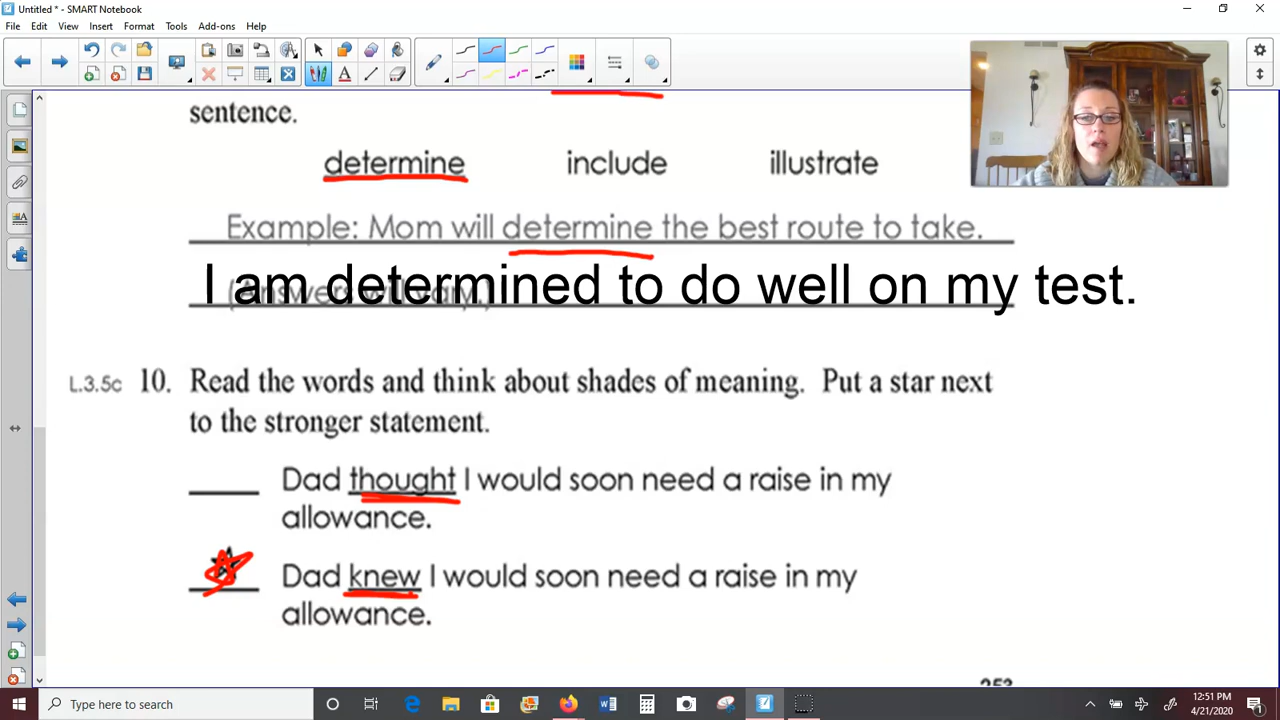 Untitled * - SMART Notebook
File Edit View Insert Format Tools Add-ons Help
sentence.
determine include illustrate
Example: Mom will determine the best route to take.
I am determined to do well on my test.
(Answers will vary.)
L.3.5c 10. Read the words and think about shades of meaning. Put a star next
to the stronger statement.
Dad thought I would soon need a raise in my
allowance.
Dad knew I would soon need a raise in my
allowance.
253
Type here to search
12:51 PM
4/21/2020